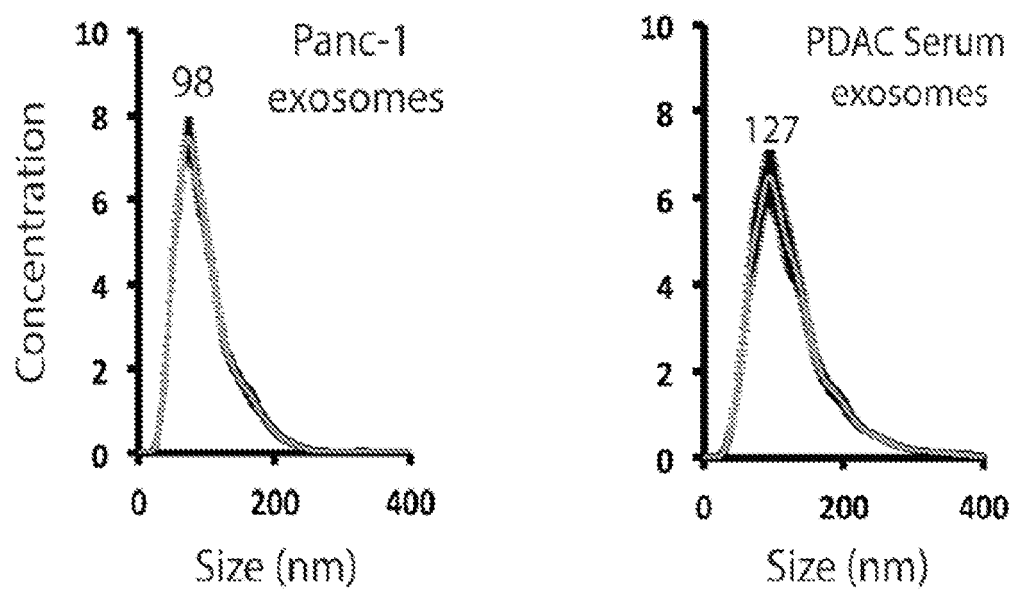 Panc-1
exosomes
98
Concentration
10
8
6
4
2
0
0 200 400
Size (nm)
PDAC Serum
exosomes
127
10
8
6
4
2
0
0 200 400
Size (nm)